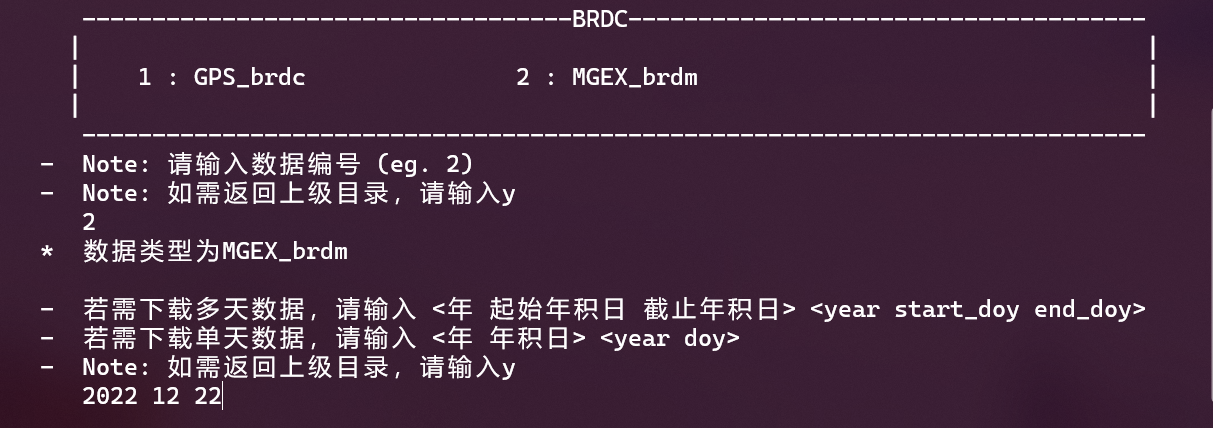 -----------------------------------BRDC-------------------------------------
|                                                                             |
|    1 : GPS_brdc               2 : MGEX_brdm                                |
|                                                                             |
----------------------------------------------------------------------------
- Note: 请输入数据编号 (eg. 2)
- Note: 如需返回上级目录，请输入y
2
* 数据类型为MGEX_brdm
- 若需下载多天数据，请输入 <年 起始年积日 截止年积日> <year start_doy end_doy>
- 若需下载单天数据，请输入 <年 年积日> <year doy>
- Note: 如需返回上级目录，请输入y
2022 12 22